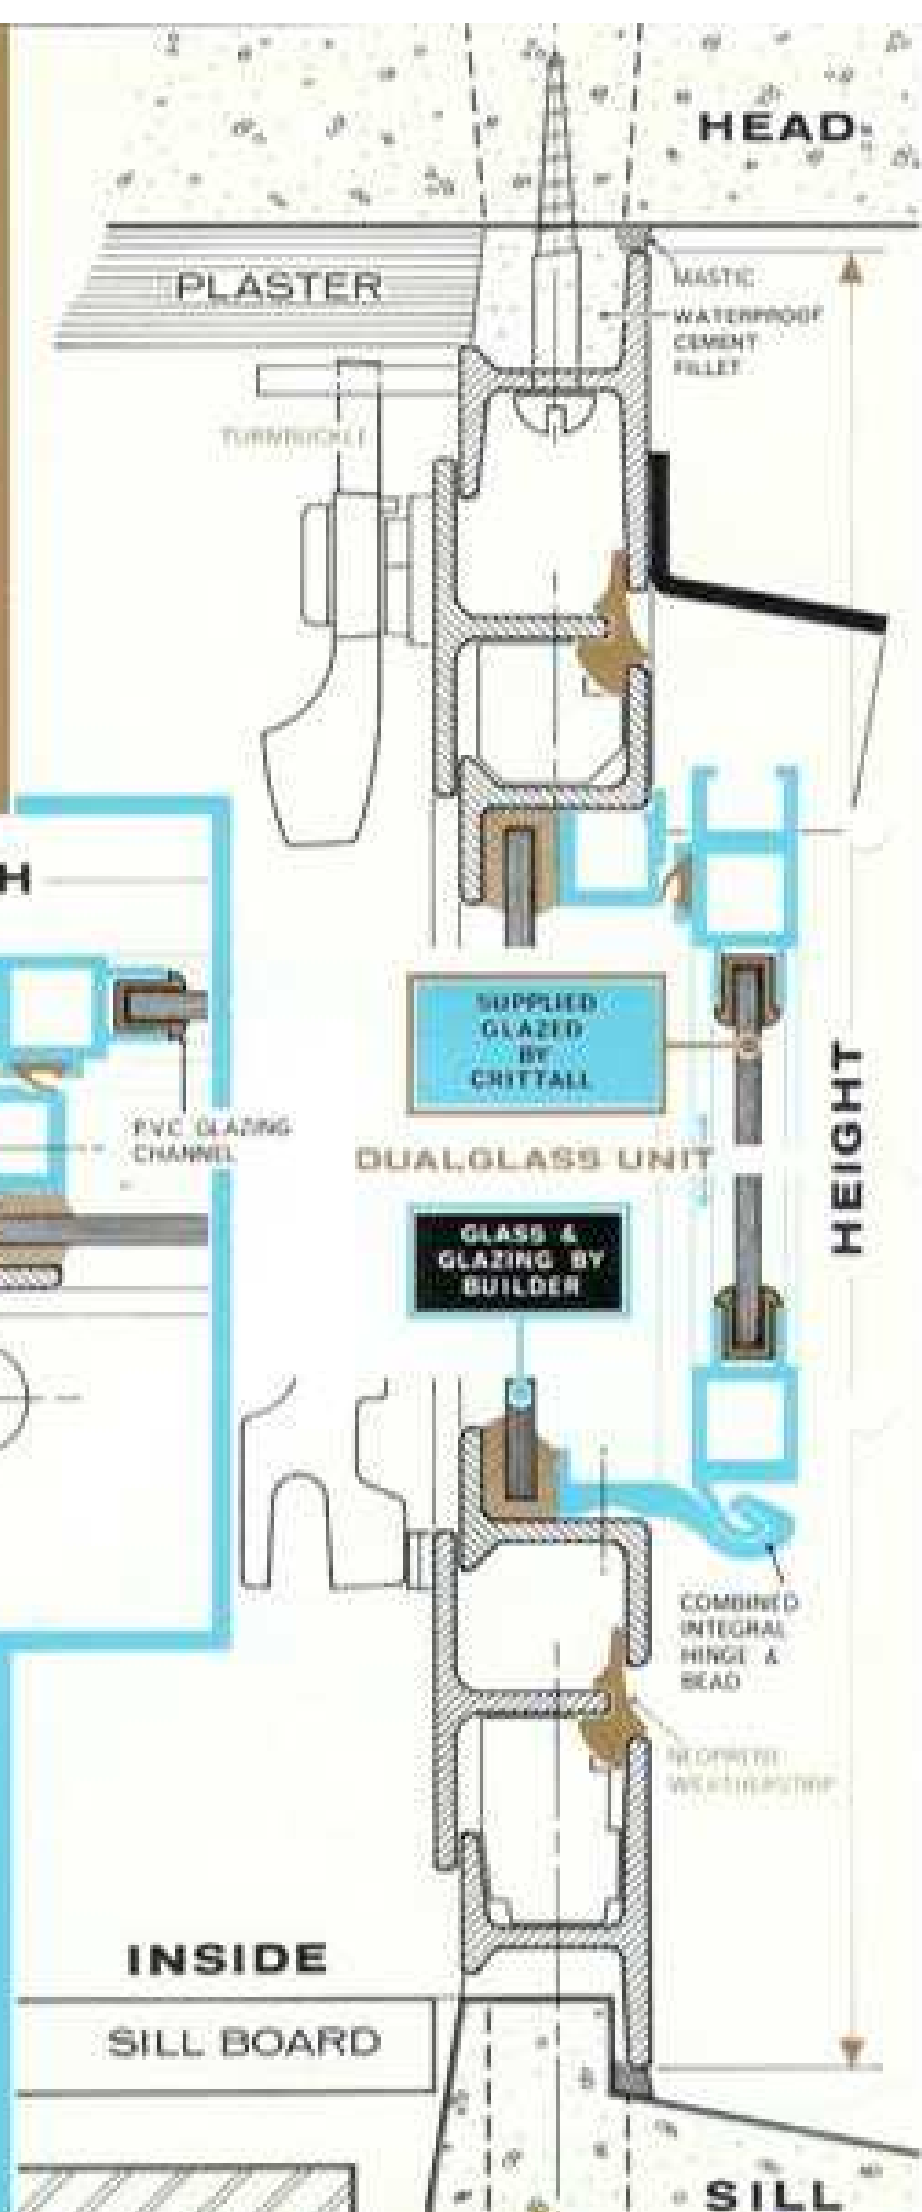 HEAD
PLASTER
MASTIC
WATERPROOF
CEMENT
FILLET
TURNBUCKLE
H
SUPPLIED
GLAZED
BY
CRITTALL
P.V.C. GLAZING
CHANNEL
DUALGLASS UNIT
HEIGHT
GLASS &
GLAZING BY
BUILDER
COMBINED
INTEGRAL
HINGE &
BEAD
NEOPRENE
WEATHERSTRIP
INSIDE
SILL BOARD
SILL